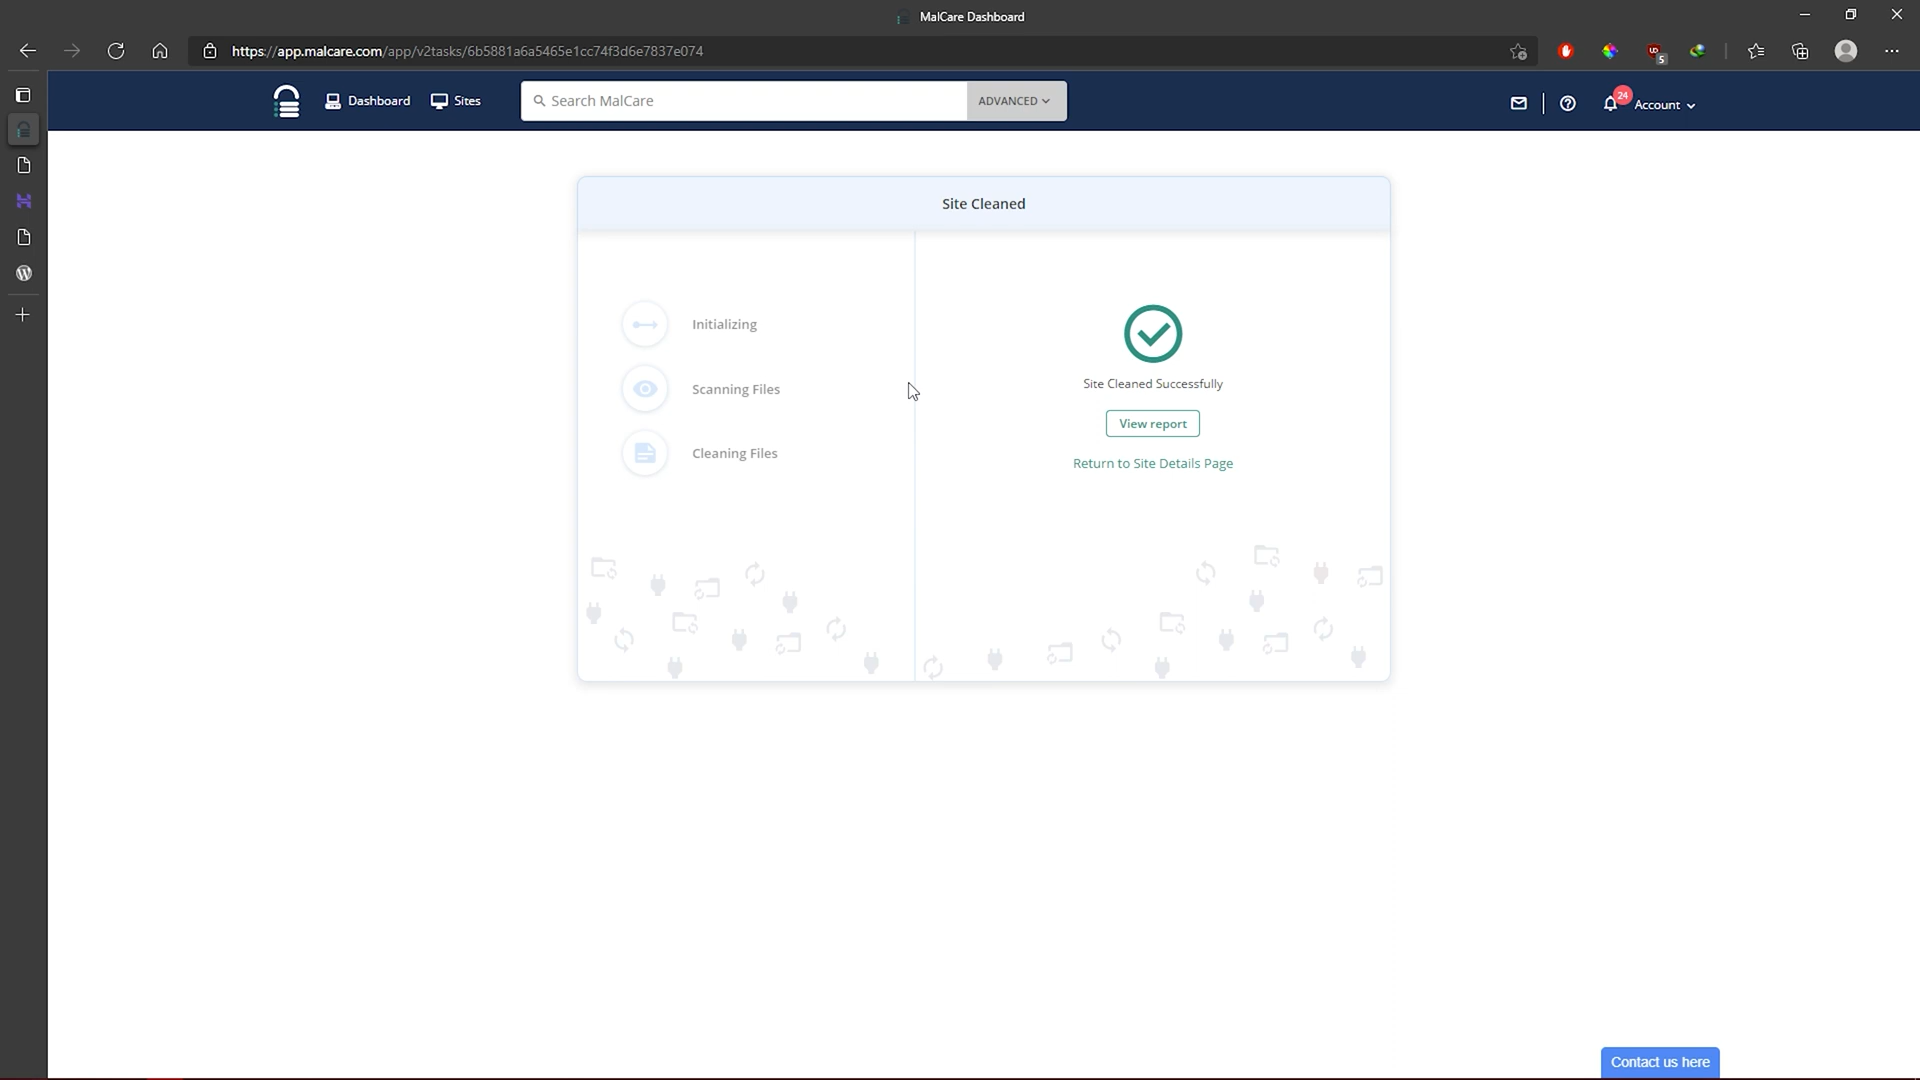 MalCare Dashboard
https://app.malcare.com/app/v2tasks/6b5881a6a5465e1cc74f3d6e7837e074
5
Dashboard
Sites
Search MalCare
ADVANCED
24
Account
Site Cleaned
Initializing
Scanning Files
Cleaning Files
Site Cleaned Successfully
View report
Return to Site Details Page
Contact us here